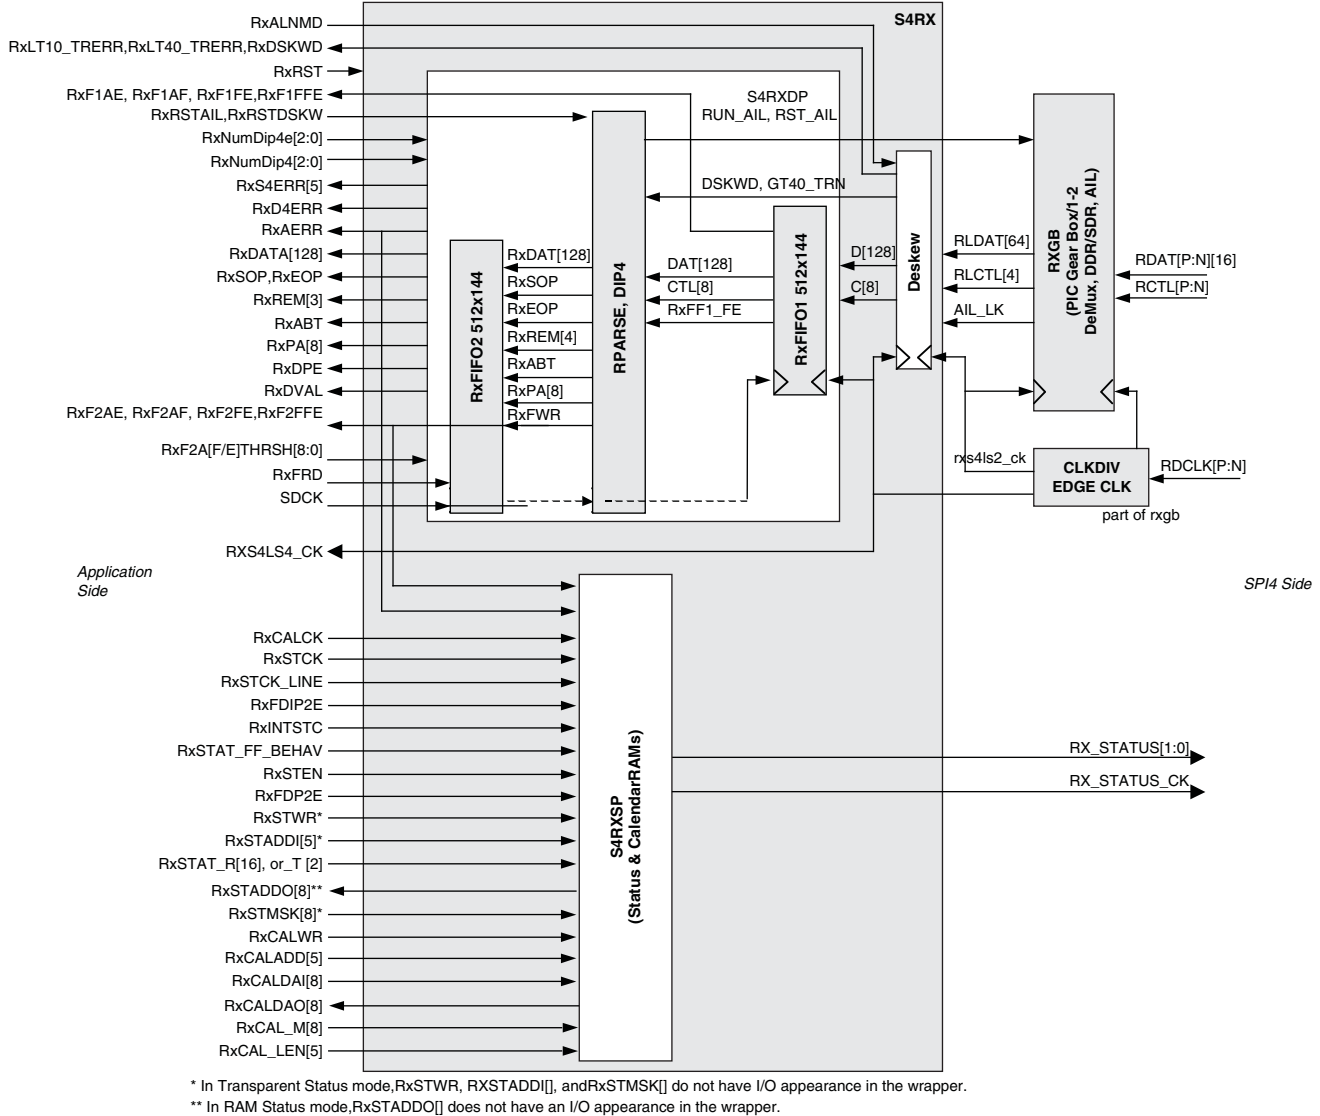 RxALNMD
S4RX
RxLT10_TRERR,RxLT40_TRERR,RxDSKWD
RxRST
RxF1AE, RxF1AF, RxF1FE,RxF1FFE
S4RXDP
RUN_AIL, RST_AIL
RxRSTAIL,RxRSTDSKW
RxNumDip4e[2:0]
RxNumDip4[2:0]
RxS4ERR[5]
RxD4ERR
RxAERR
RxDATA[128]
RxSOP,RxEOP
RxREM[3]
RxABT
RxPA[8]
RxDPE
RxDVAL
RxF2AE, RxF2AF, RxF2FE,RxF2FFE
RxF2A[F/E]THRSH[8:0]
RxFRD
SDCK
RXS4LS4_CK
RxFIFO2 512x144
RxDAT[128]
RxSOP
RxEOP
RxREM[4]
RxABT
RxPA[8]
RxFWR
RPARSE, DIP4
DSKWD, GT40_TRN
DAT[128]
CTL[8]
RxFF1_FE
RxFIFO1 512x144
D[128]
C[8]
Deskew
RLDAT[64]
RLCTL[4]
AIL_LK
RXGB
(PIC Gear Box/1-2
DeMux, DDR/SDR, AIL)
RDAT[P:N][16]
RCTL[P:N]
rxs4ls2_ck
CLKDIV
EDGE CLK
RDCLK[P:N]
part of rxgb
Application
Side
SPI4 Side
RxCALCK
RxSTCK
RxSTCK_LINE
RxFDIP2E
RxINTSTC
RxSTAT_FF_BEHAV
RxSTEN
RxFDP2E
RxSTWR*
RxSTADDI[5]*
RxSTAT_R[16], or_T [2]
RxSTADDO[8]**
RxSTMSK[8]*
RxCALWR
RxCALADD[5]
RxCALDAI[8]
RxCALDAO[8]
RxCAL_M[8]
RxCAL_LEN[5]
S4RXSP
(Status & CalendarRAMs)
RX_STATUS[1:0]
RX_STATUS_CK
* In Transparent Status mode,RxSTWR, RXSTADDI[], andRxSTMSK[] do not have I/O appearance in the wrapper.
** In RAM Status mode,RxSTADDO[] does not have an I/O appearance in the wrapper.